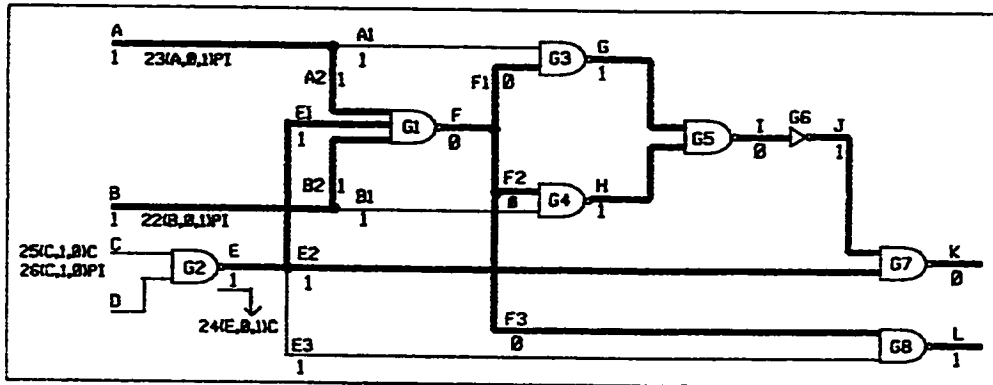 A
1
23(A,0,1)PI
A1
1
A2 1
G3
G
1
F1 0
E1
1
G1
F
0
G5
I
0
G6
J
1
B2 1
F2
0
G4
H
1
B
1
22(B,0,1)PI
B1
1
25(C,1,0)C
26(C,1,0)PI
C
G2
E
1
E2
1
G7
K
0
D
24(E,0,1)C
F3
0
E3
1
G8
L
1